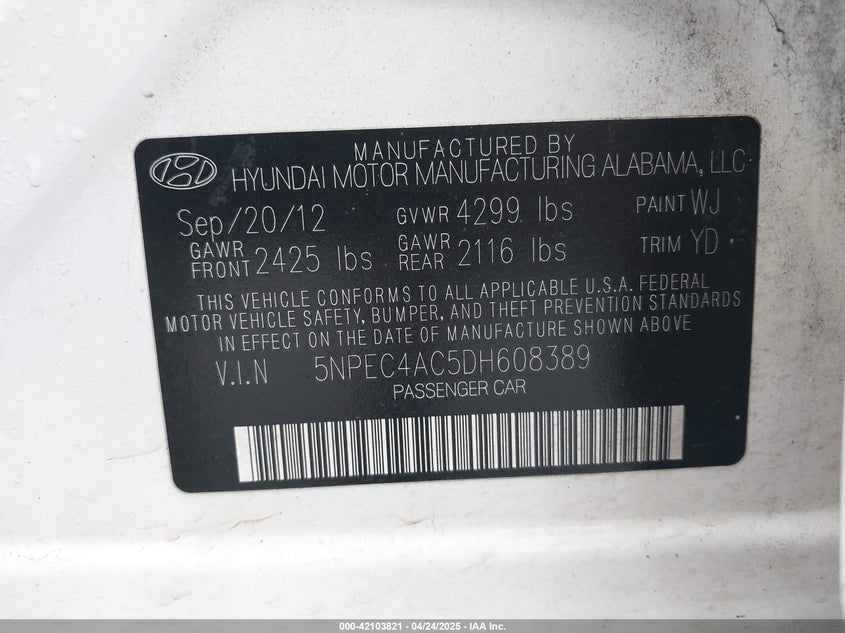 MANUFACTURED BY
HYUNDAI MOTOR MANUFACTURING ALABAMA, LLC
Sep/20/12 GVWR 4299 lbs PAINT WJ
GAWR FRONT 2425 lbs GAWR REAR 2116 lbs TRIM YD
THIS VEHICLE CONFORMS TO ALL APPLICABLE U.S.A. FEDERAL
MOTOR VEHICLE SAFETY, BUMPER, AND THEFT PREVENTION STANDARDS
IN EFFECT ON THE DATE OF MANUFACTURE SHOWN ABOVE
V.I.N 5NPEC4AC5DH608389
PASSENGER CAR
000-42103821 - 04/24/2025 - IAA Inc.